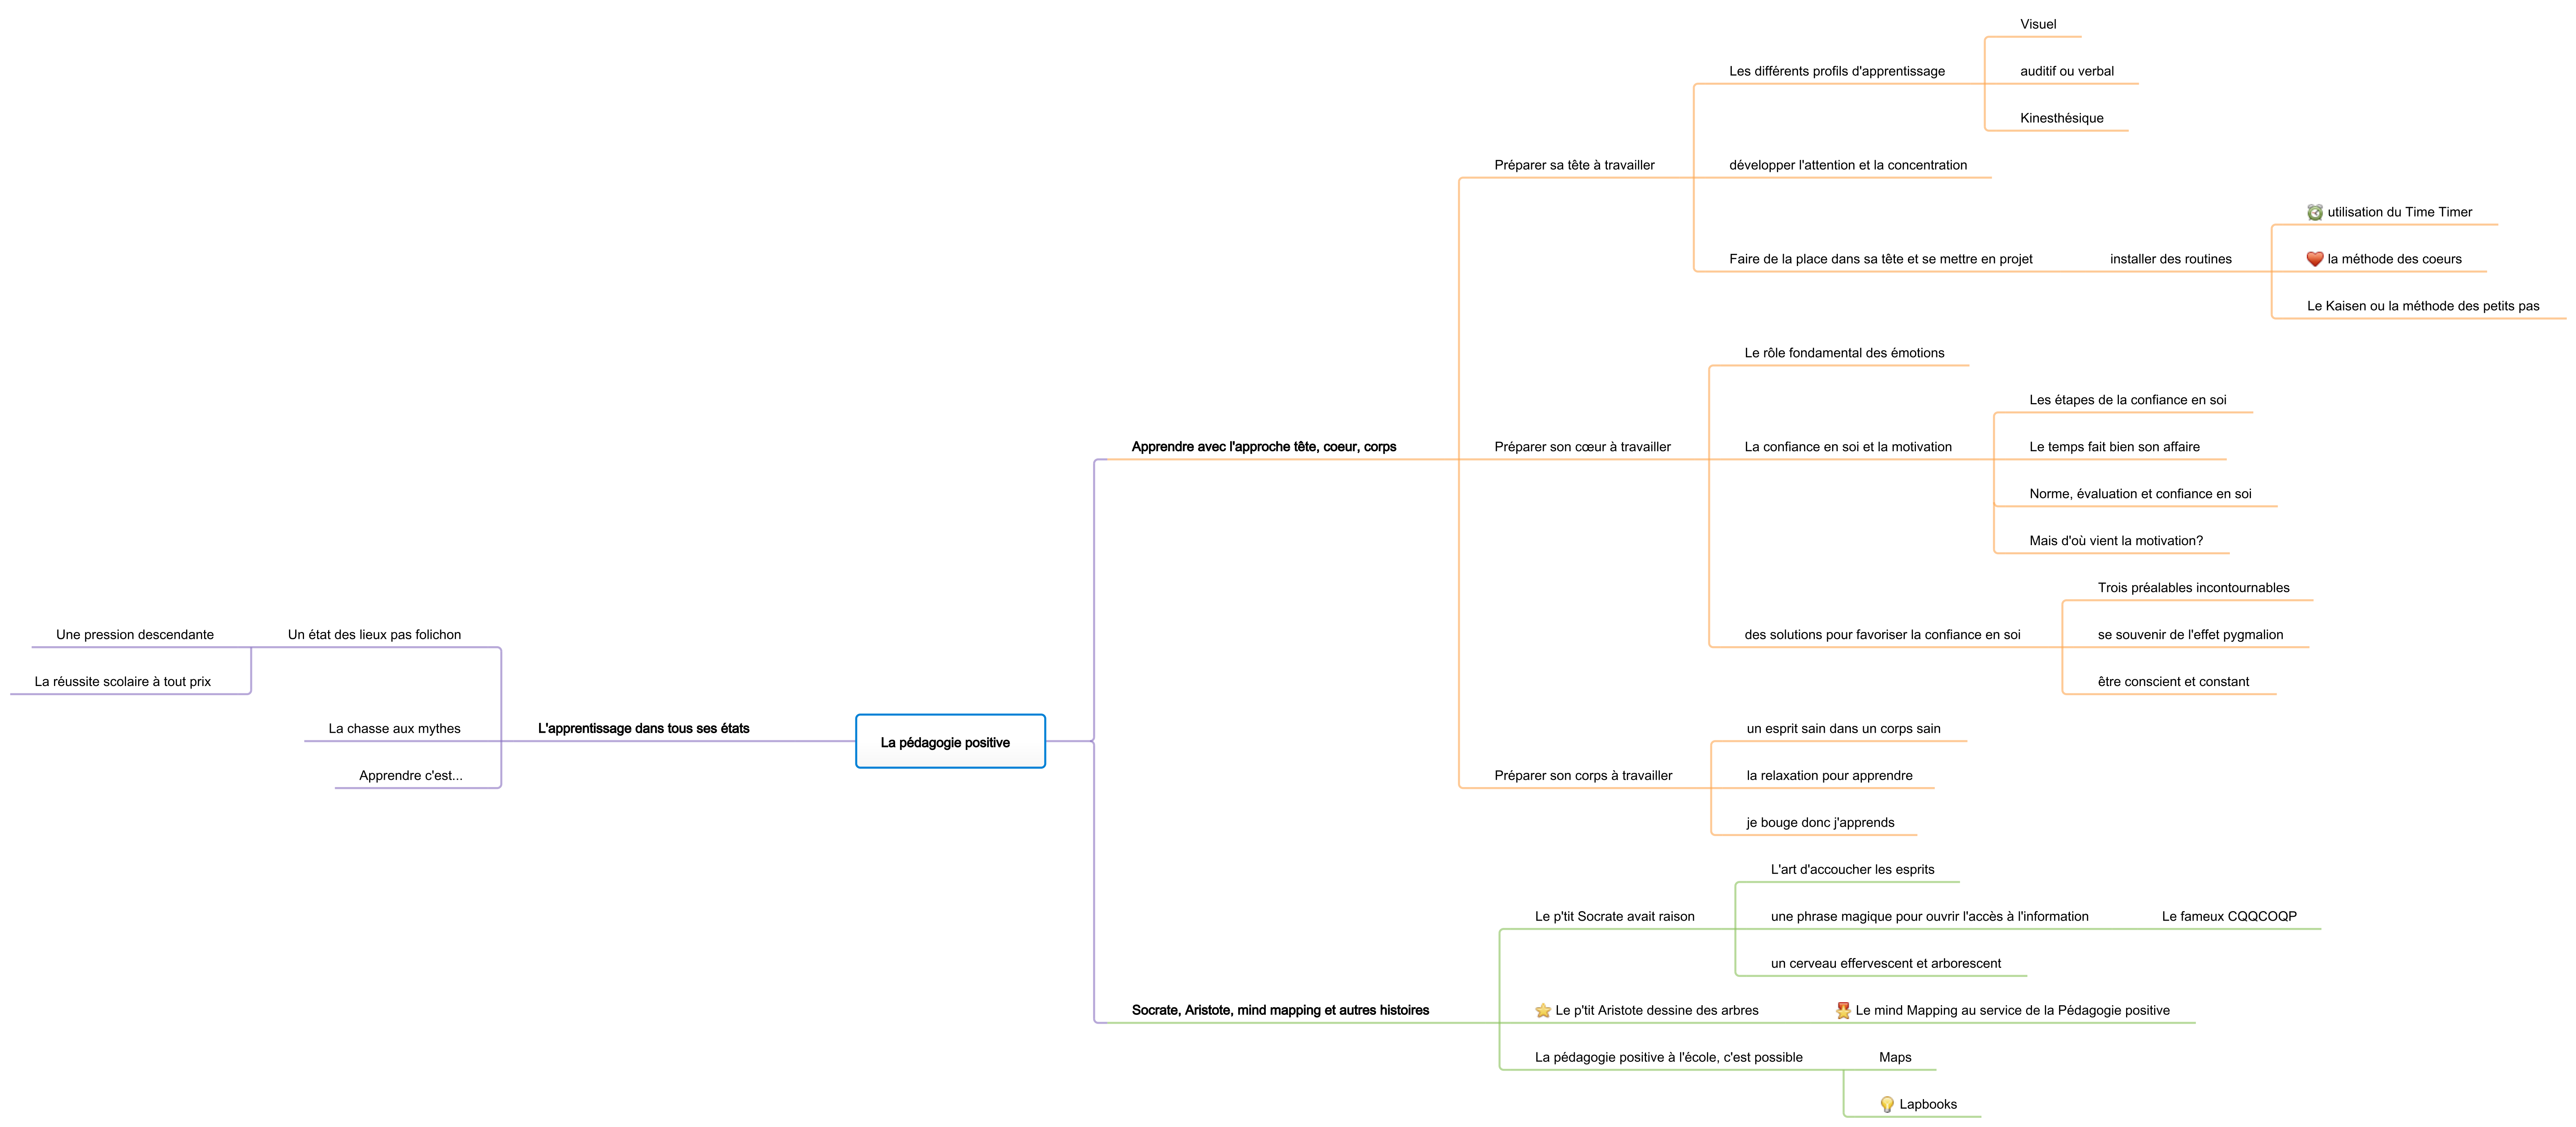 La pédagogie positive
L'apprentissage dans tous ses états
Un état des lieux pas folichon
Une pression descendante
La réussite scolaire à tout prix
La chasse aux mythes
Apprendre c'est...
Apprendre avec l'approche tête, coeur, corps
Préparer sa tête à travailler
Les différents profils d'apprentissage
Visuel
auditif ou verbal
Kinesthésique
développer l'attention et la concentration
Faire de la place dans sa tête et se mettre en projet
installer des routines
utilisation du Time Timer
la méthode des coeurs
Le Kaisen ou la méthode des petits pas
Préparer son cœur à travailler
Le rôle fondamental des émotions
La confiance en soi et la motivation
Les étapes de la confiance en soi
Le temps fait bien son affaire
Norme, évaluation et confiance en soi
Mais d'où vient la motivation?
des solutions pour favoriser la confiance en soi
Trois préalables incontournables
se souvenir de l'effet pygmalion
être conscient et constant
Préparer son corps à travailler
un esprit sain dans un corps sain
la relaxation pour apprendre
je bouge donc j'apprends
Socrate, Aristote, mind mapping et autres histoires
Le p'tit Socrate avait raison
L'art d'accoucher les esprits
une phrase magique pour ouvrir l'accès à l'information
Le fameux CQQCOQP
un cerveau effervescent et arborescent
Le p'tit Aristote dessine des arbres
Le mind Mapping au service de la Pédagogie positive
La pédagogie positive à l'école, c'est possible
Maps
Lapbooks